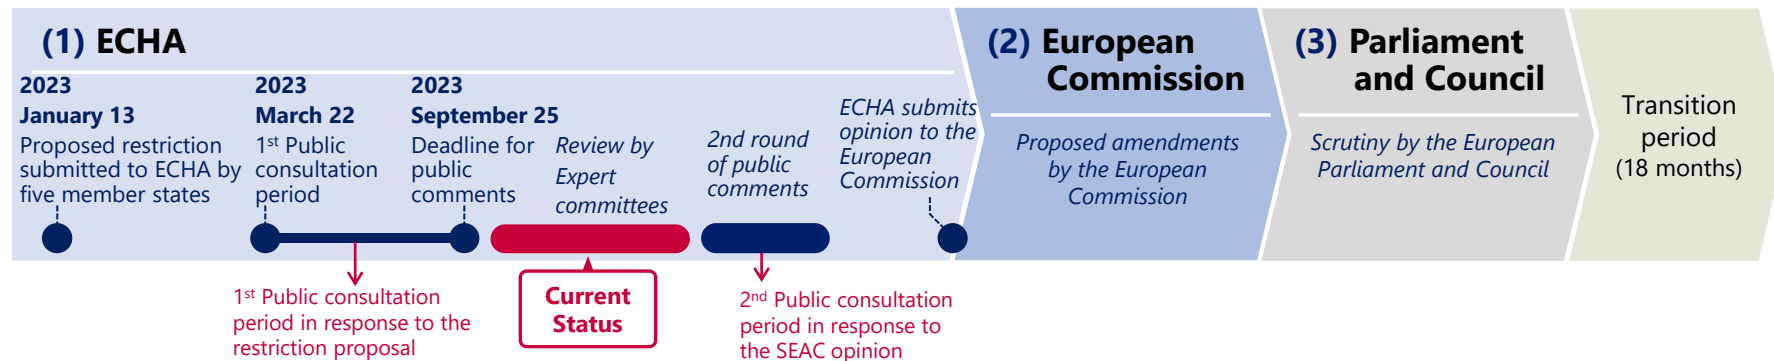 (1) ECHA
2023
January 13
Proposed restriction
submitted to ECHA by
five member states
2023
March 22
1st Public
consultation
period
2023
September 25
Deadline for
public
comments
Review by
Expert
committees
2nd round
of public
comments
ECHA submits
opinion to the
European
Commission
1st Public consultation
period in response to the
restriction proposal
Current
Status
2nd Public consultation
period in response to
the SEAC opinion
(2) European
Commission
Proposed amendments
by the European
Commission
(3) Parliament
and Council
Scrutiny by the European
Parliament and Council
Transition
period
(18 months)